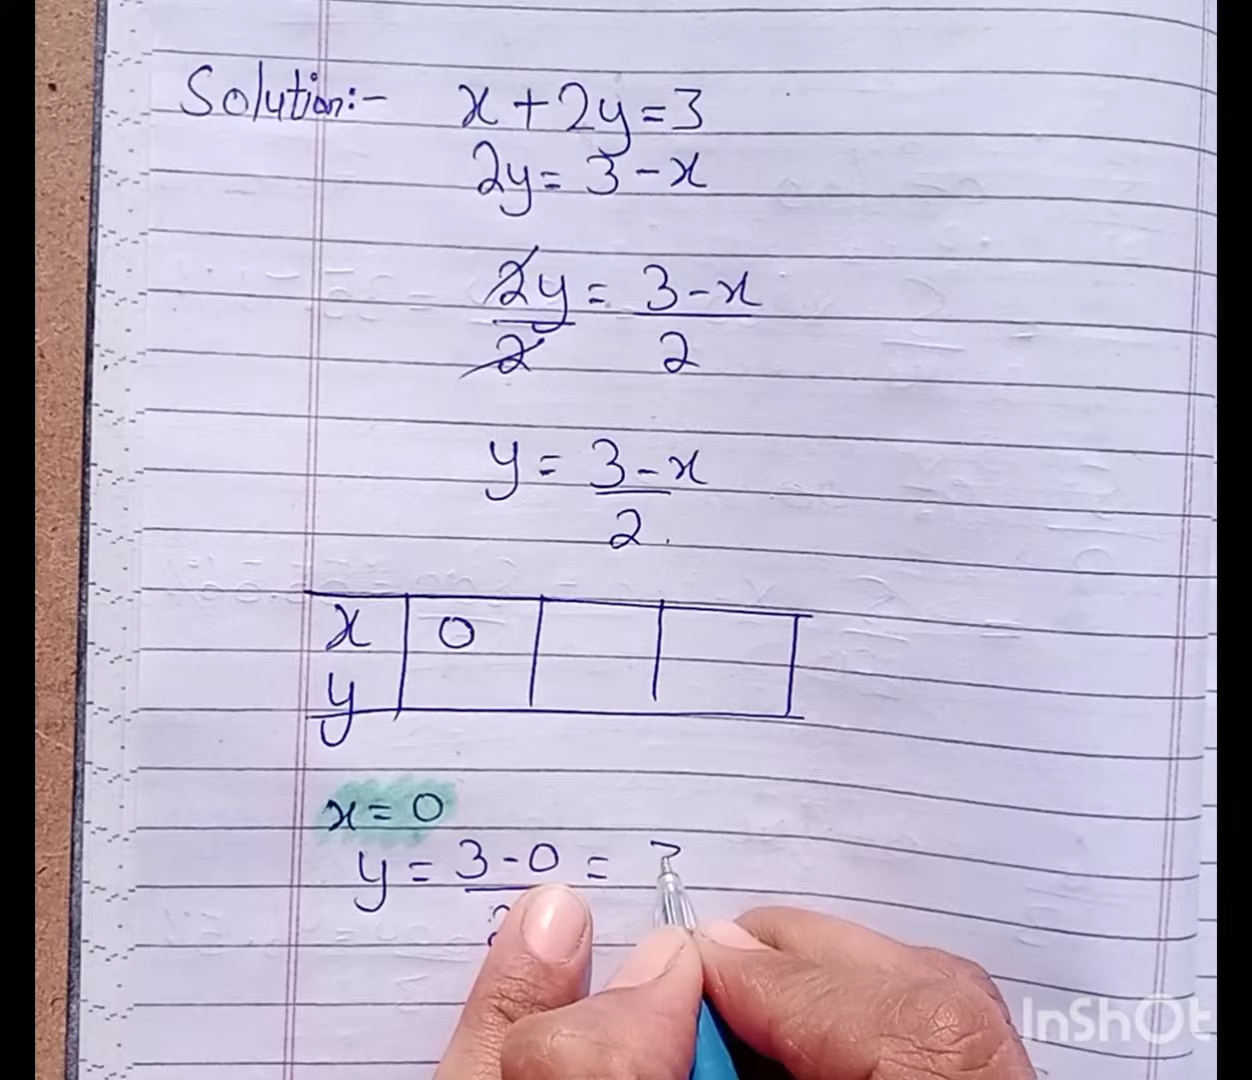 Solution:- x+2y=3
2y=3-x
2y/2 = 3-x/2
y = 3-x/2.
x 0
y
x=0
y = 3-0 =
InShOt